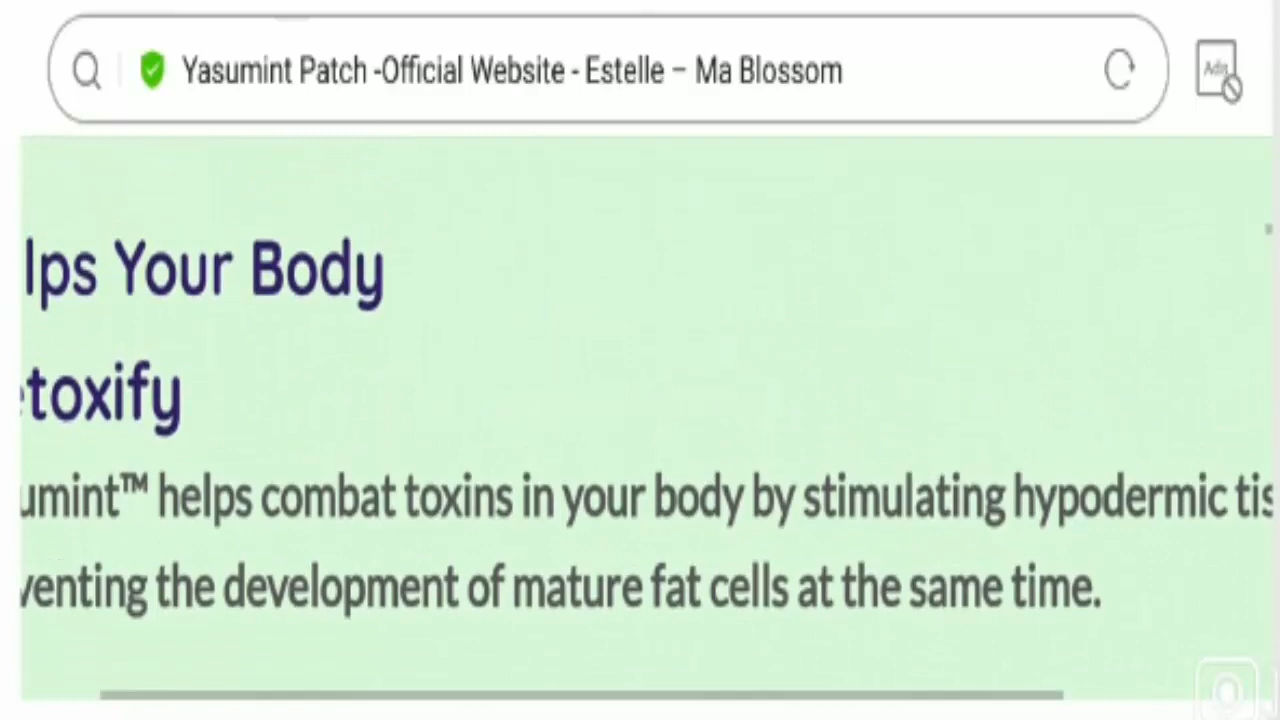 Yasumint Patch -Official Website - Estelle – Ma Blossom
lps Your Body
etoxify
umint™ helps combat toxins in your body by stimulating hypodermic tis
venting the development of mature fat cells at the same time.